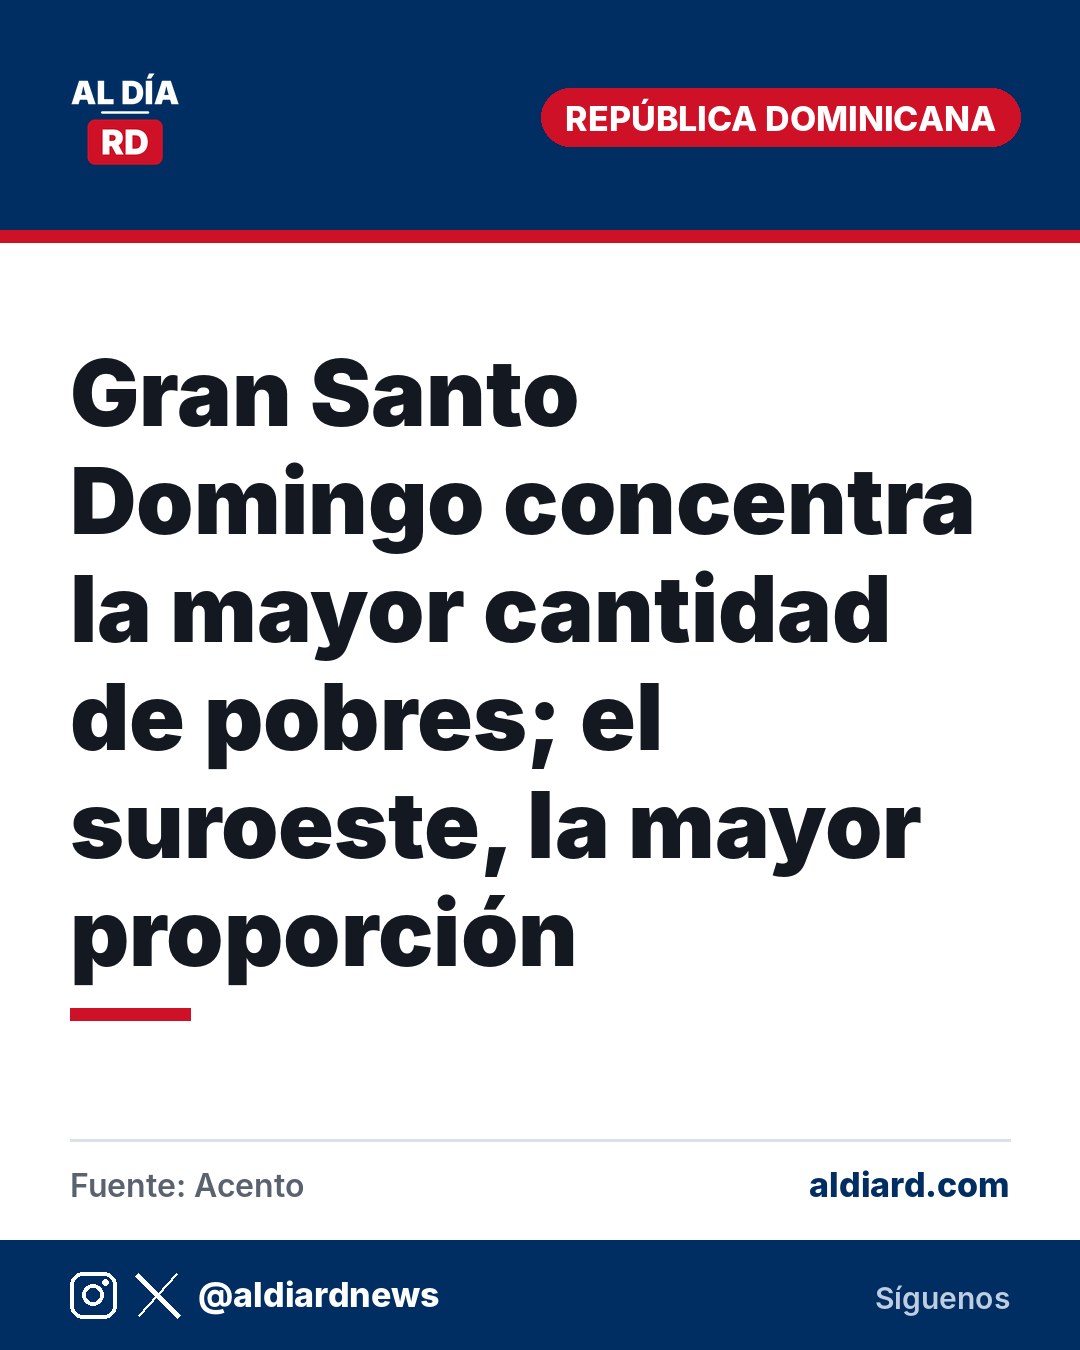 AL DÍA
RD
REPÚBLICA DOMINICANA
Gran Santo
Domingo concentra
la mayor cantidad
de pobres; el
suroeste, la mayor
proporción
Fuente: Acento
aldiard.com
@aldiardnews
Síguenos